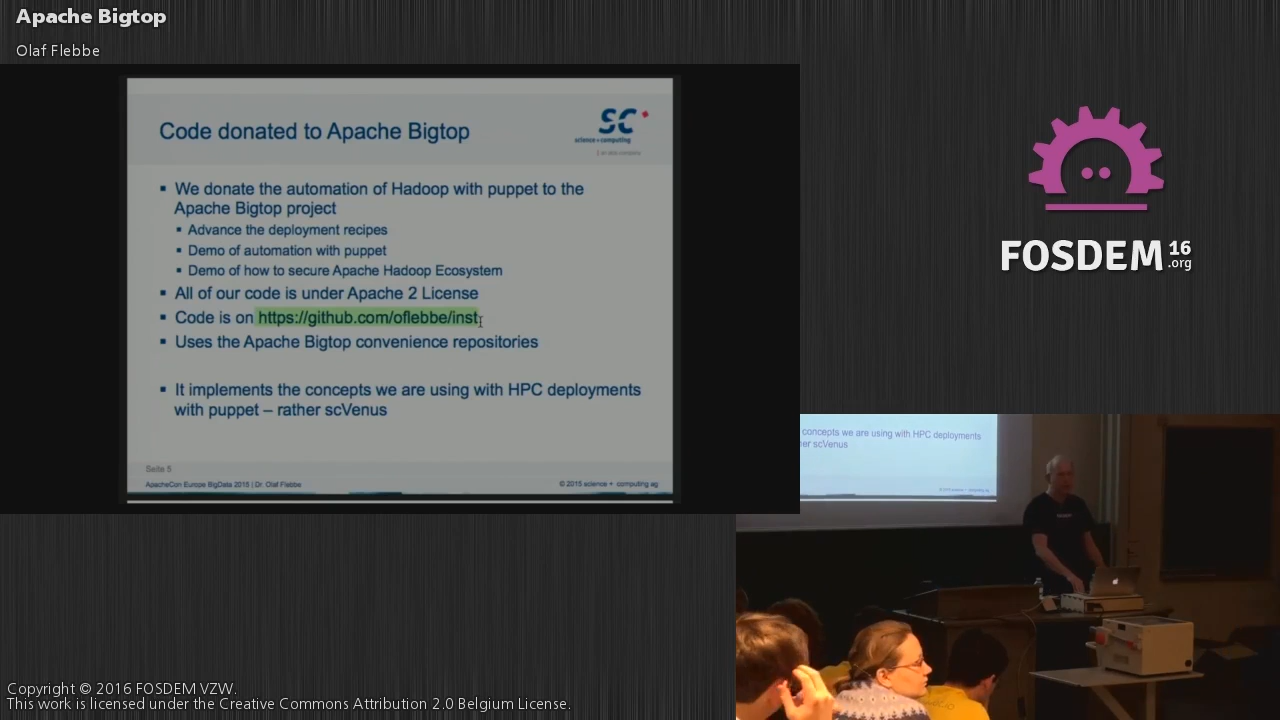 Apache Bigtop
Olaf Flebbe
Code donated to Apache Bigtop
SC
science + computing
We donate the automation of Hadoop with puppet to the
Apache Bigtop project
Advance the deployment recipes
Demo of automation with puppet
Demo of how to secure Apache Hadoop Ecosystem
All of our code is under Apache 2 License
Code is on https://github.com/oflebbe/inst
Uses the Apache Bigtop convenience repositories
It implements the concepts we are using with HPC deployments
with puppet – rather scVenus
Seite 5
ApacheCon Europe BigData 2015 | Dr. Olaf Flebbe
© 2015 science + computing ag
FOSDEM 16
.org
concepts we are using with HPC deployments
er scVenus
Copyright © 2016 FOSDEM VZW.
This work is licensed under the Creative Commons Attribution 2.0 Belgium License.